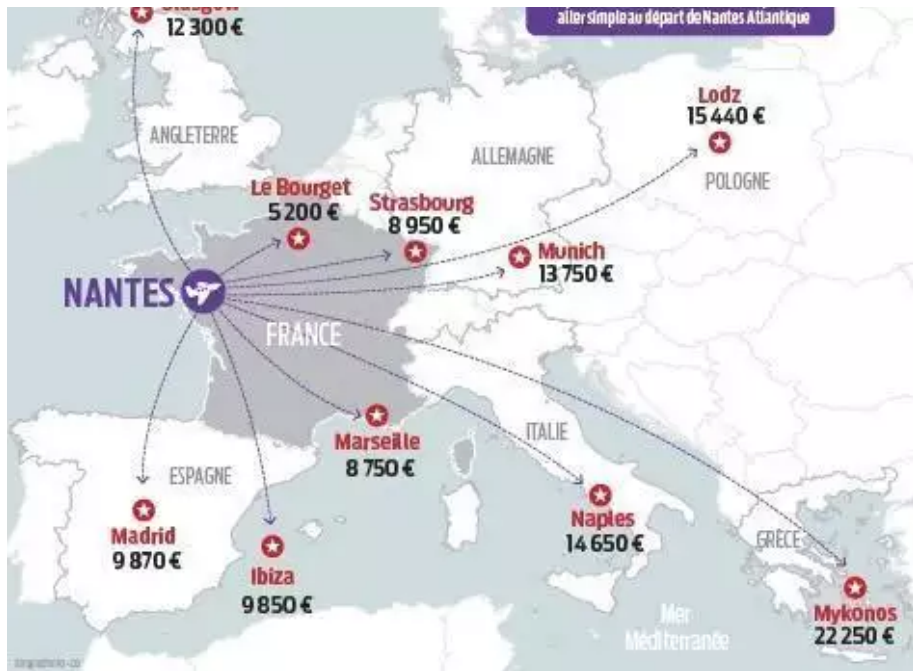 Glasgow
12 300 €
aller simple au départ de Nantes Atlantique
Lodz
15 440 €
ANGLETERRE
ALLEMAGNE
POLOGNE
Le Bourget
5 200 €
Strasbourg
8 950 €
Munich
13 750 €
NANTES
FRANCE
Marseille
8 750 €
ITALIE
ESPAGNE
Madrid
9 870 €
Ibiza
9 850 €
Naples
14 650 €
GRÈCE
Mykonos
22 250 €
Mer
Méditerranée